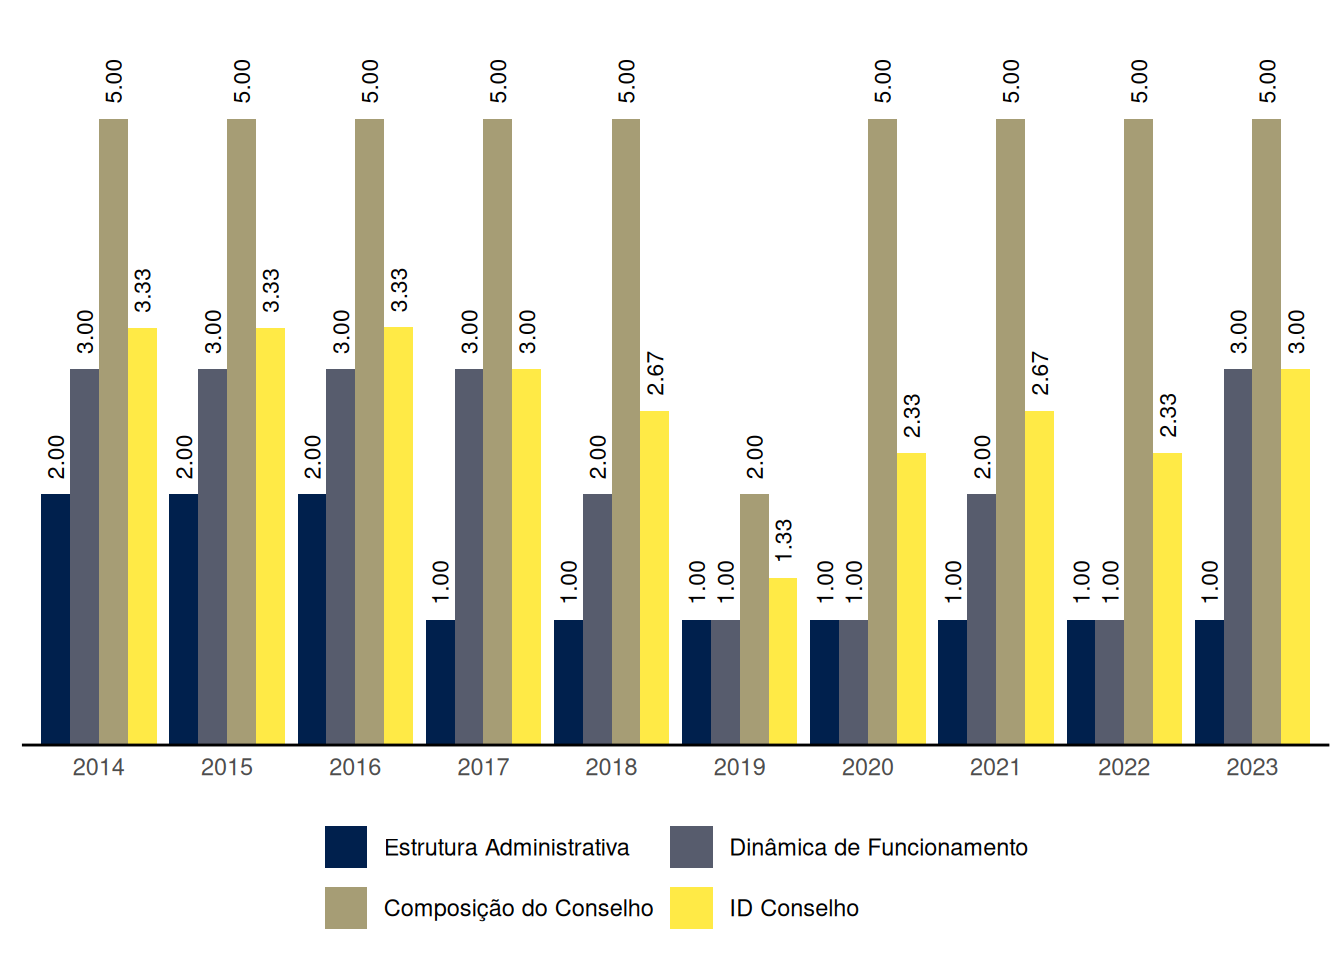 5.00 5.00 5.00 5.00 5.00 5.00 5.00 5.00 5.00
3.33 3.33 3.33
3.00 3.00 3.00 3.00 3.00 3.00 3.00
2.67 2.67
2.33 2.33
2.00 2.00 2.00 2.00 2.00 2.00
1.33
1.00 1.00 1.00 1.00 1.00 1.00 1.00 1.00 1.00 1.00
2014 2015 2016 2017 2018 2019 2020 2021 2022 2023
Estrutura Administrativa Dinâmica de Funcionamento
Composição do Conselho ID Conselho